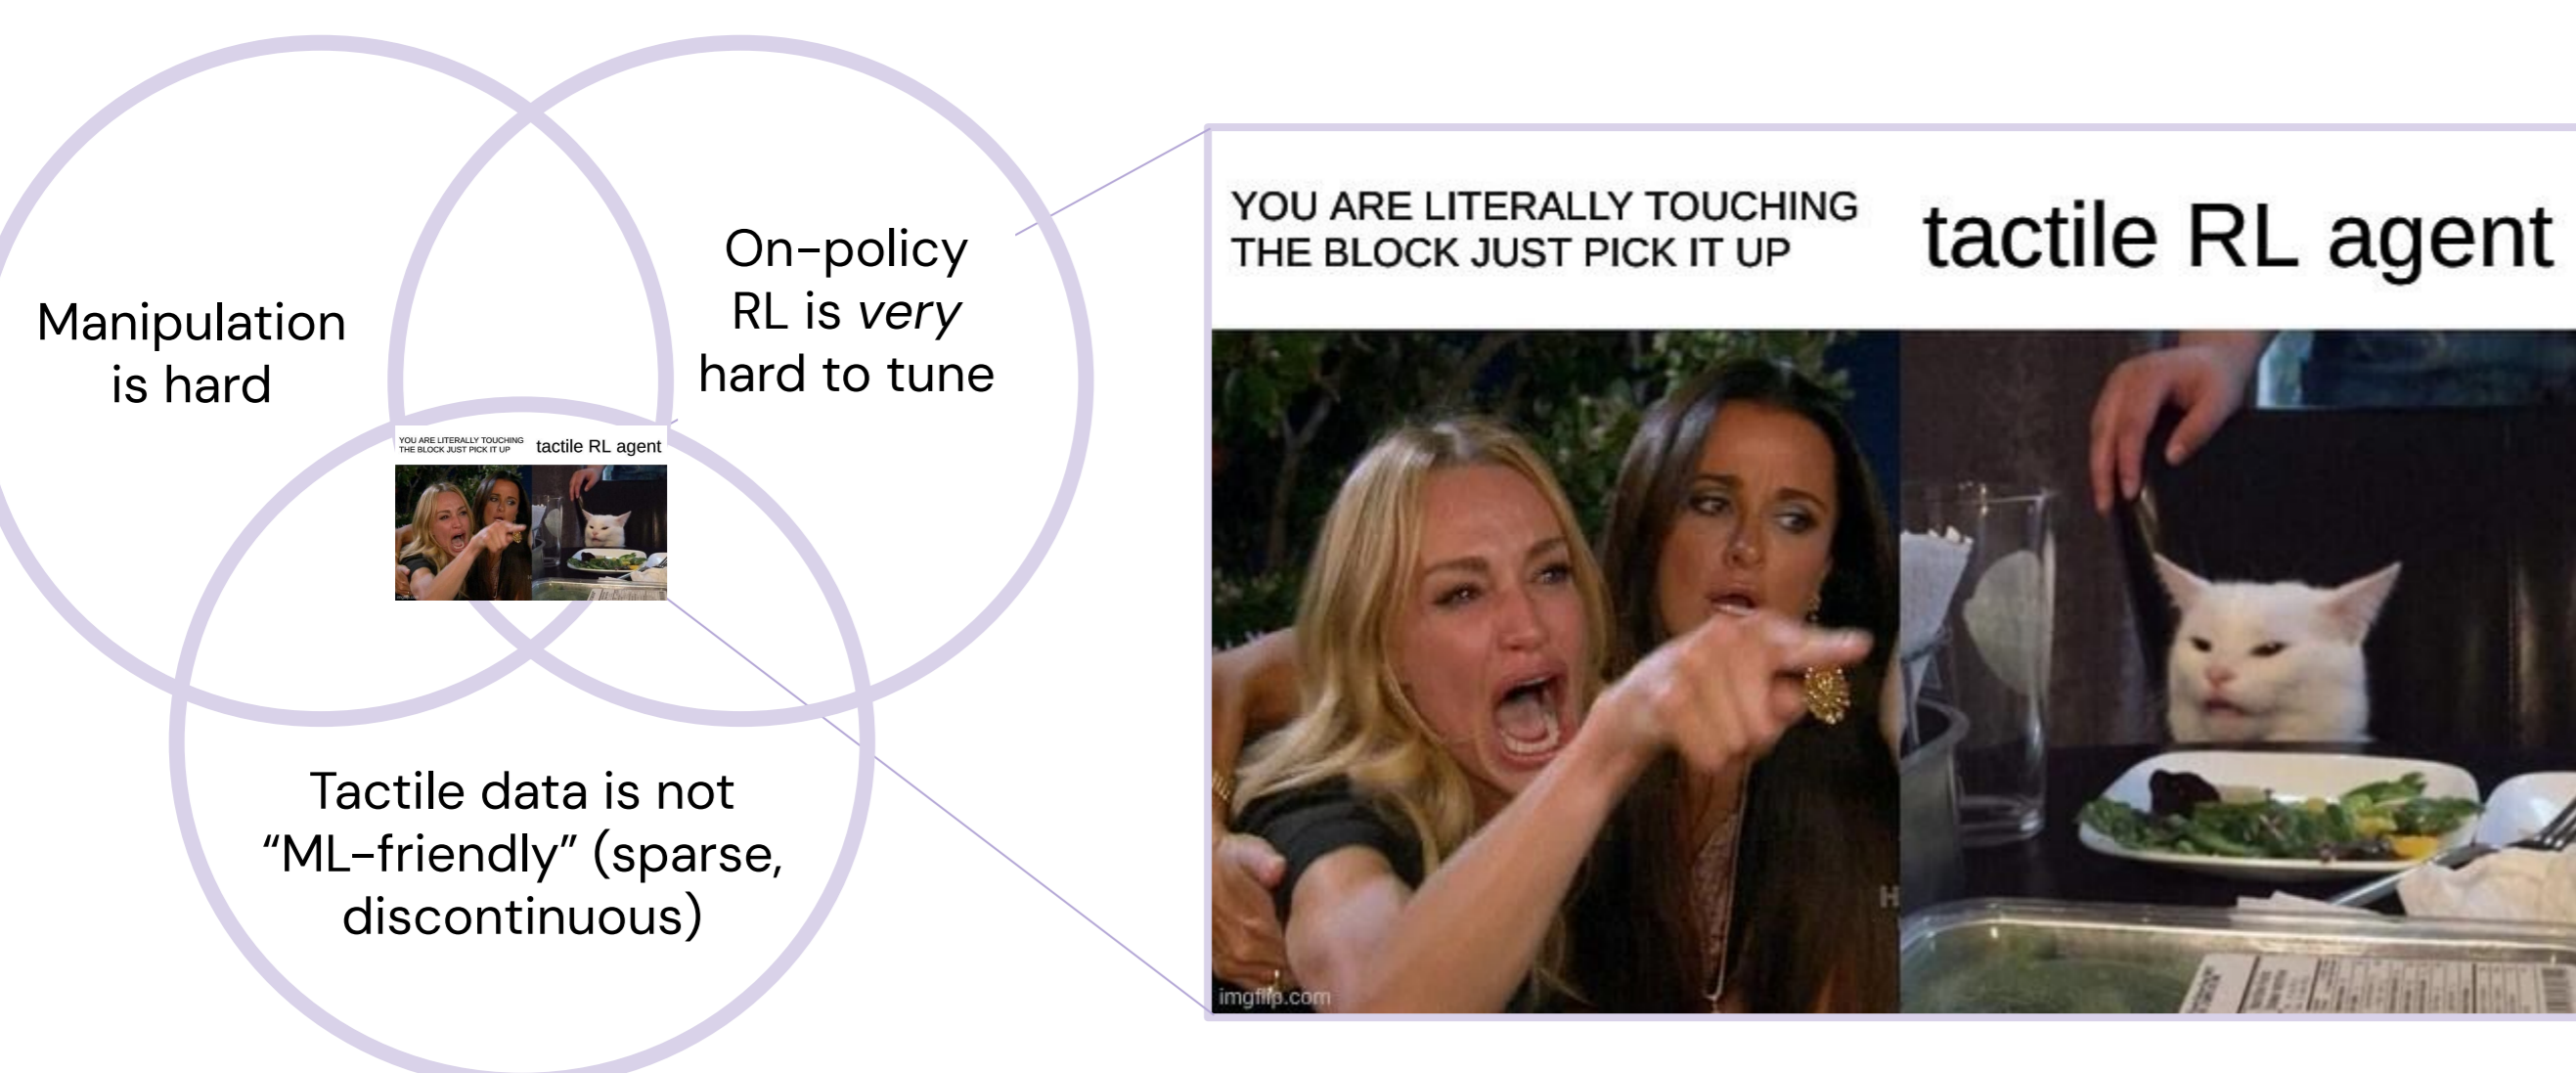 Manipulation
is hard
On-policy
RL is very
hard to tune
YOU ARE LITERALLY TOUCHING
THE BLOCK JUST PICK IT UP
tactile RL agent
Tactile data is not
“ML-friendly” (sparse,
discontinuous)
YOU ARE LITERALLY TOUCHING
THE BLOCK JUST PICK IT UP
tactile RL agent
imgflip.com